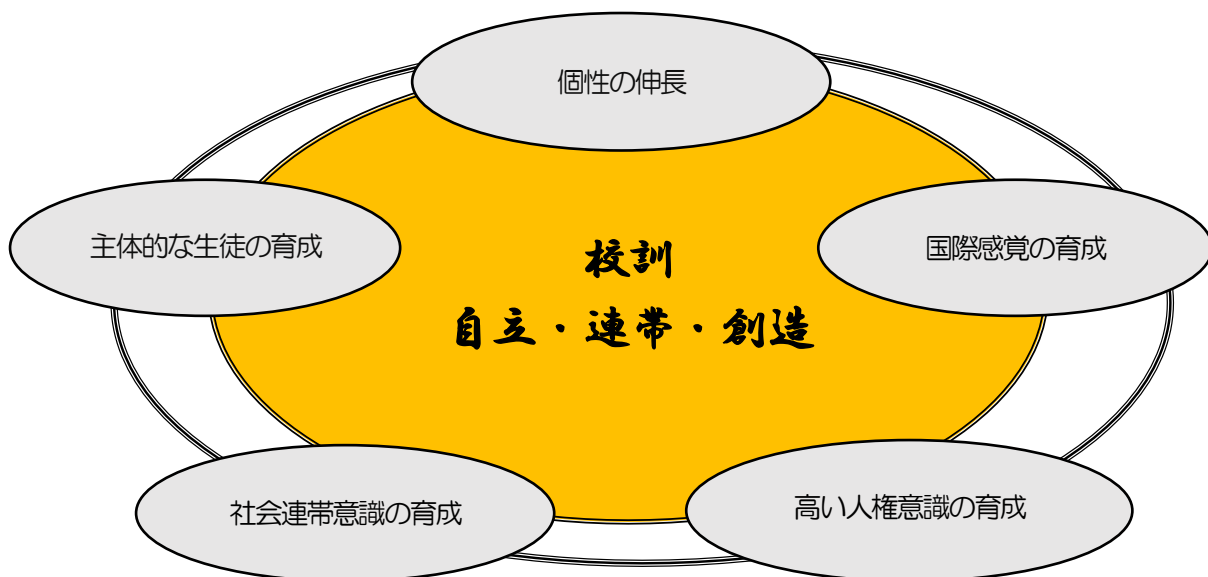 個性の伸長
主体的な生徒の育成
国際感覚の育成
校訓
自立・連帯・創造
社会連帯意識の育成
高い人権意識の育成